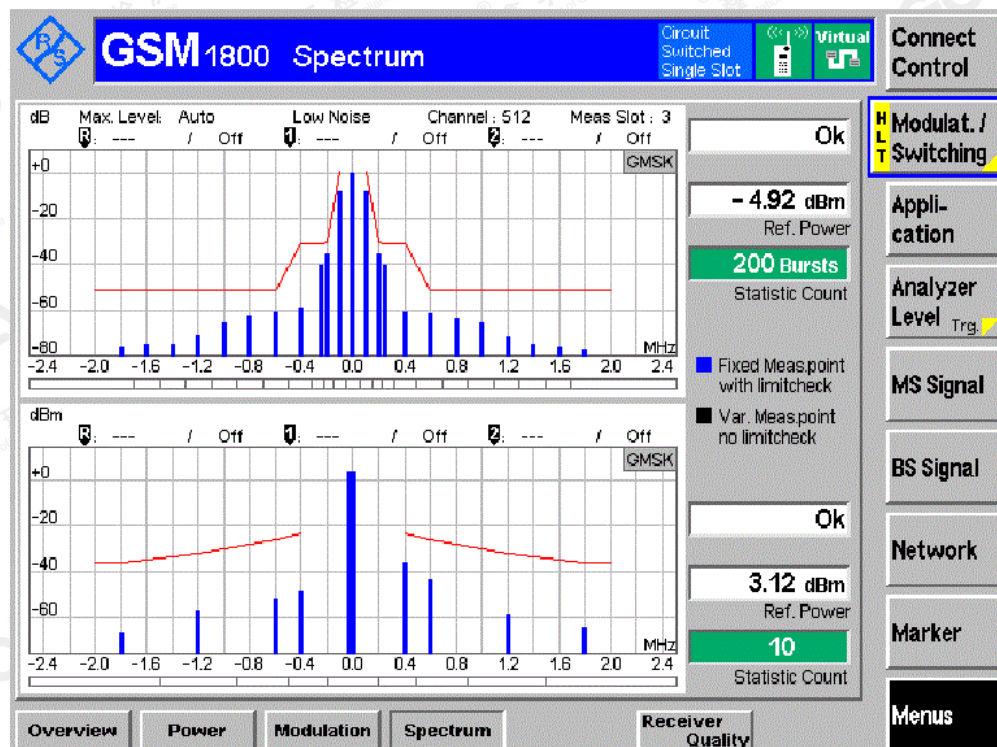 R/S
GSM 1800 Spectrum
Circuit
Switched
Single Slot
Virtual
Connect
Control
dB Max. Level: Auto Low Noise Channel : 512 Meas Slot : 3
R: --- / Off 1: --- / Off 2: --- / Off
GMSK
+0
-20
-40
-60
-80
MHz
-2.4 -2.0 -1.6 -1.2 -0.8 -0.4 0.0 0.4 0.8 1.2 1.6 2.0 2.4
Ok
- 4.92 dBm
Ref. Power
200 Bursts
Statistic Count
Fixed Meas.point
with limitcheck
Var. Meas.point
no limitcheck
dBm
R: --- / Off 1: --- / Off 2: --- / Off
GMSK
+0
-20
-40
-60
MHz
-2.4 -2.0 -1.6 -1.2 -0.8 -0.4 0.0 0.4 0.8 1.2 1.6 2.0 2.4
Ok
3.12 dBm
Ref. Power
10
Statistic Count
HLT
Modulat. /
Switching
Appli-
cation
Analyzer
Level Trg.
MS Signal
BS Signal
Network
Marker
Menus
Overview
Power
Modulation
Spectrum
Receiver
Quality